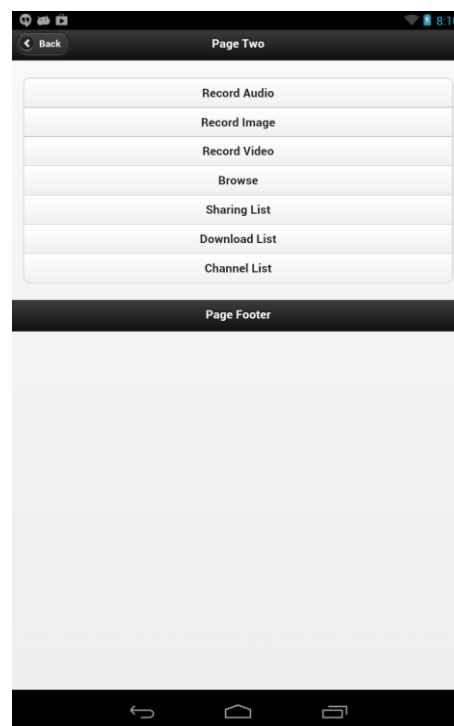 Back
Page Two
Record Audio
Record Image
Record Video
Browse
Sharing List
Download List
Channel List
Page Footer